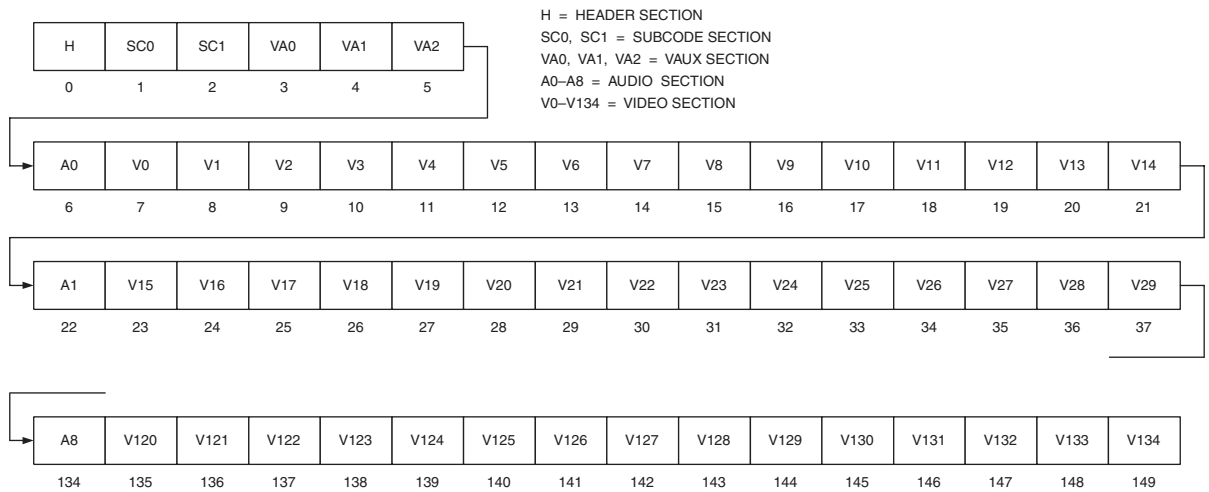 H = HEADER SECTION
SC0, SC1 = SUBCODE SECTION
VA0, VA1, VA2 = VAUX SECTION
A0–A8 = AUDIO SECTION
V0–V134 = VIDEO SECTION
H SC0 SC1 VA0 VA1 VA2
0 1 2 3 4 5
A0 V0 V1 V2 V3 V4 V5 V6 V7 V8 V9 V10 V11 V12 V13 V14
6 7 8 9 10 11 12 13 14 15 16 17 18 19 20 21
A1 V15 V16 V17 V18 V19 V20 V21 V22 V23 V24 V25 V26 V27 V28 V29
22 23 24 25 26 27 28 29 30 31 32 33 34 35 36 37
A8 V120 V121 V122 V123 V124 V125 V126 V127 V128 V129 V130 V131 V132 V133 V134
134 135 136 137 138 139 140 141 142 143 144 145 146 147 148 149